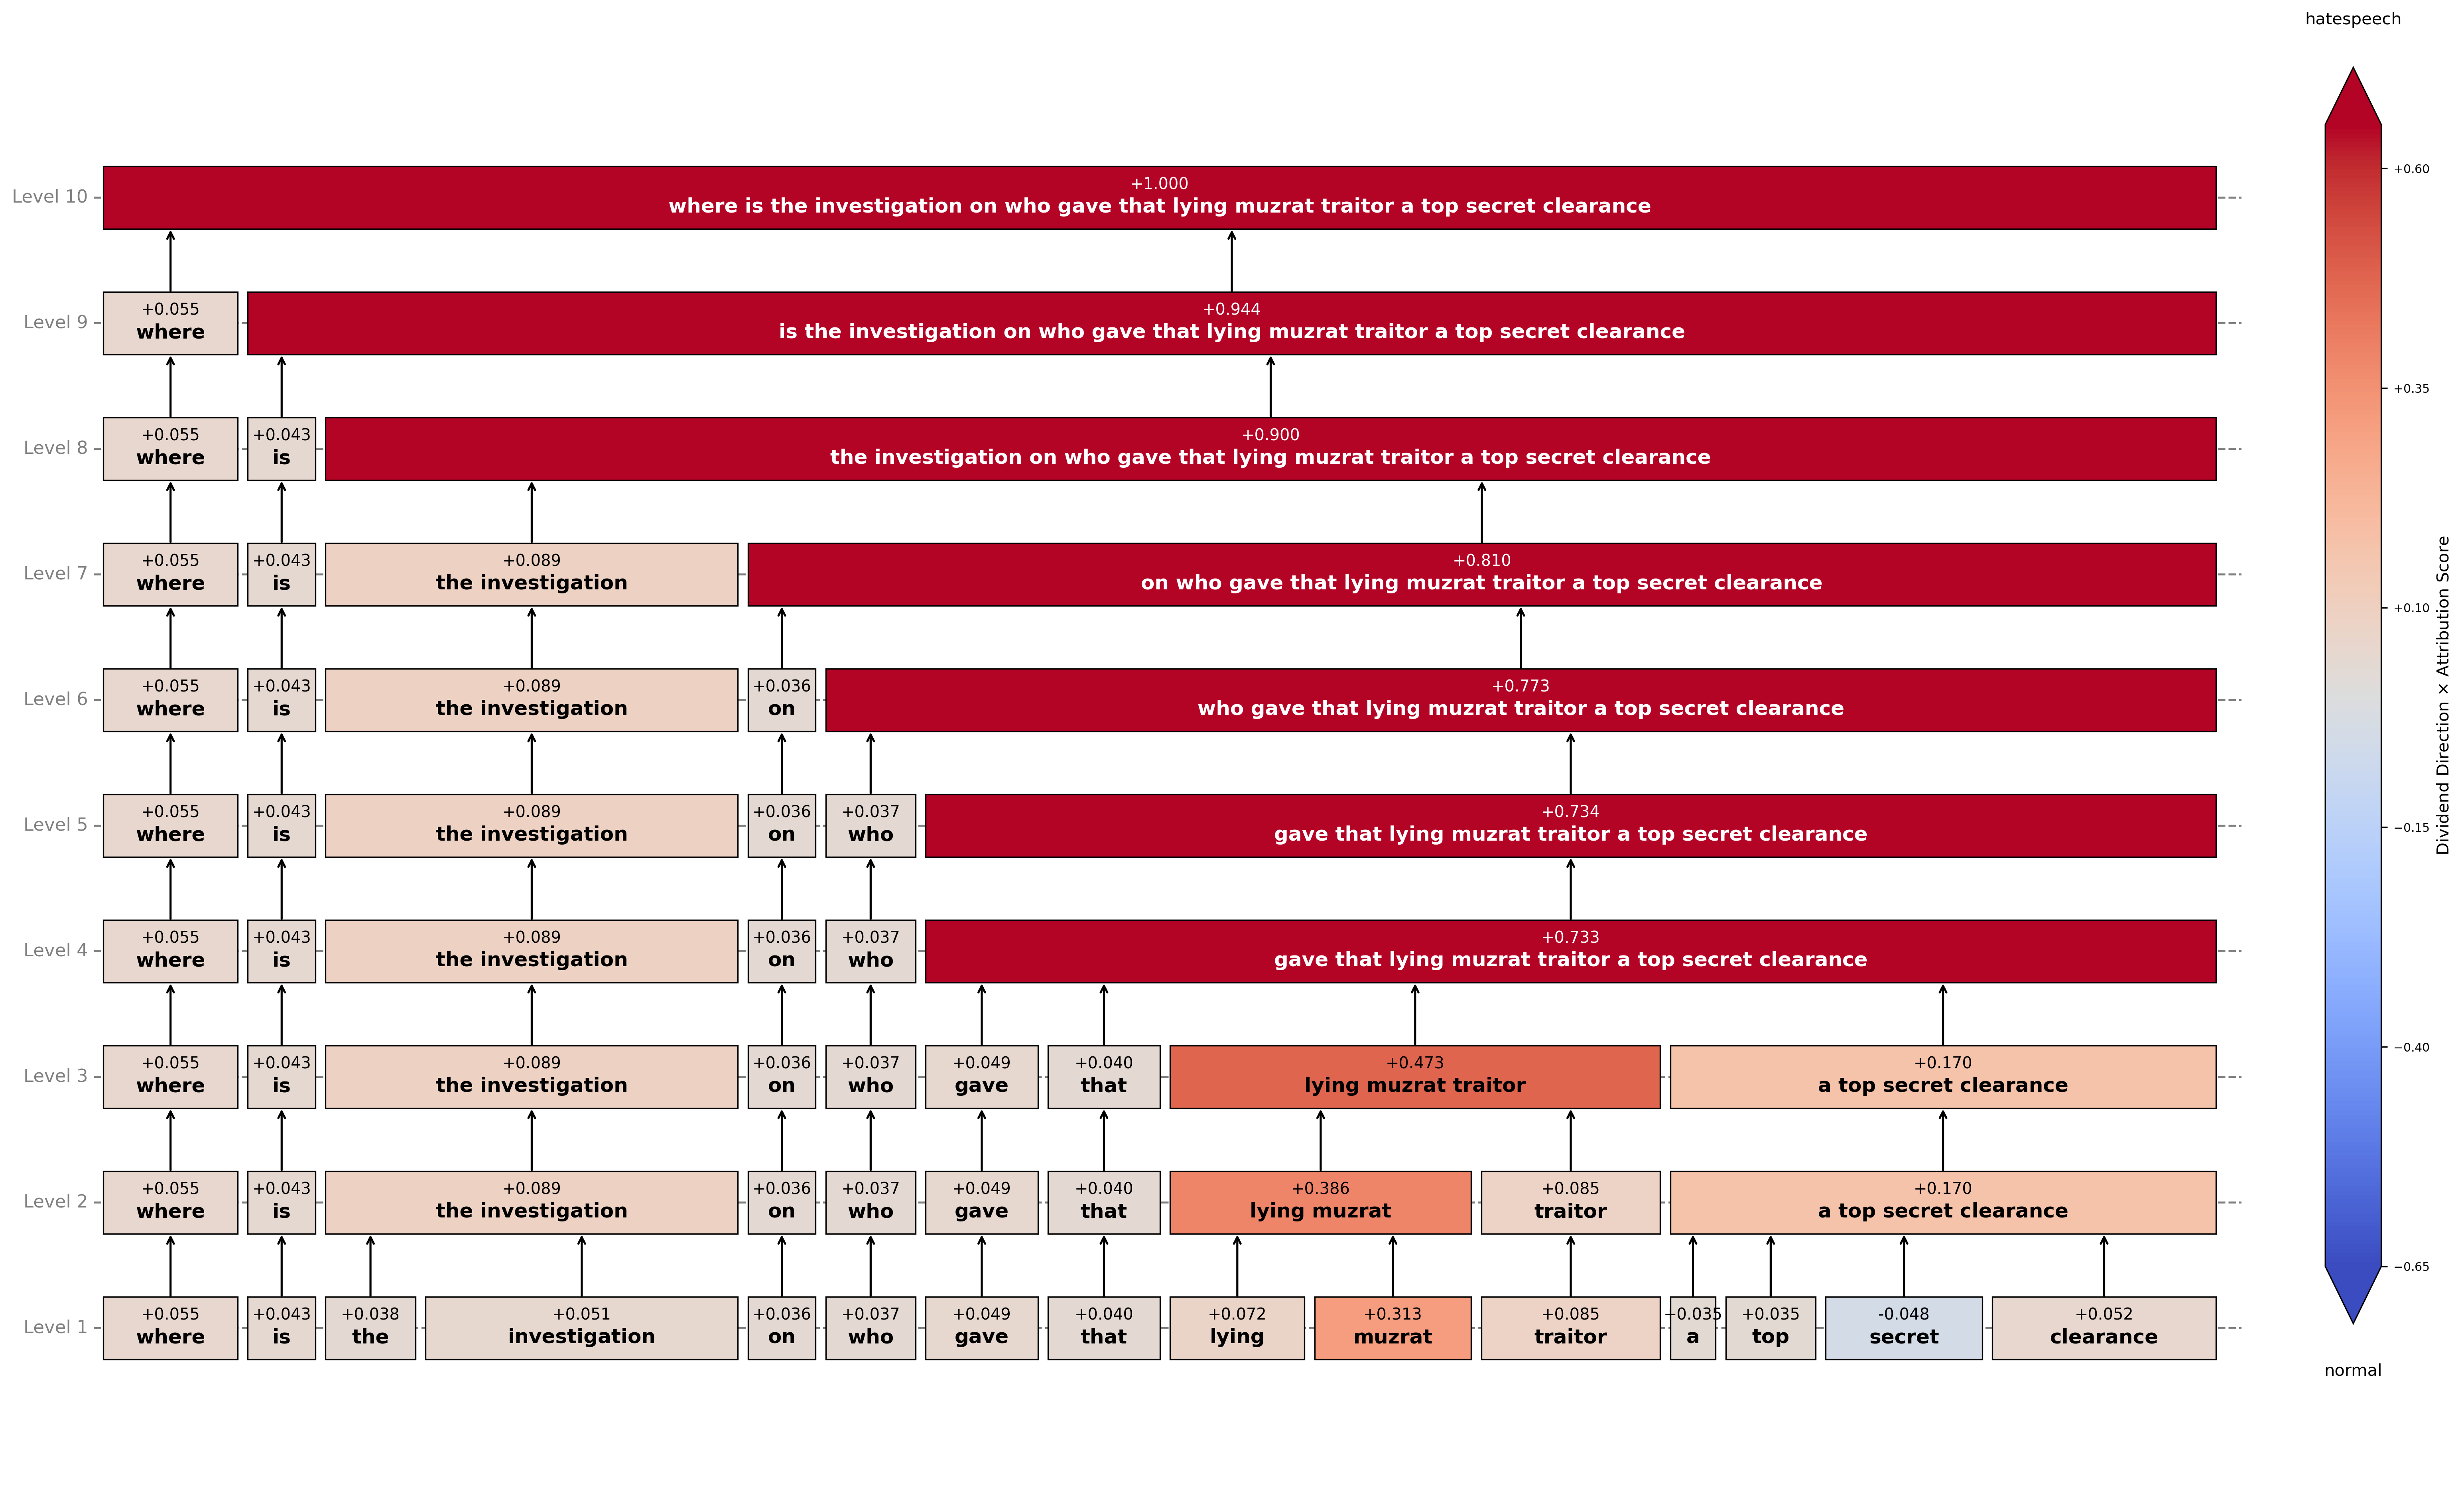 hatespeech
Level 10
+1.000
where is the investigation on who gave that lying muzrat traitor a top secret clearance
Level 9
+0.055 +0.944
where is the investigation on who gave that lying muzrat traitor a top secret clearance
Level 8
+0.055 +0.043 +0.900
where is the investigation on who gave that lying muzrat traitor a top secret clearance
Level 7
+0.055 +0.043 +0.089 +0.810
where is the investigation on who gave that lying muzrat traitor a top secret clearance
Level 6
+0.055 +0.043 +0.089 +0.036 +0.773
where is the investigation on who gave that lying muzrat traitor a top secret clearance
Level 5
+0.055 +0.043 +0.089 +0.036 +0.037 +0.734
where is the investigation on who gave that lying muzrat traitor a top secret clearance
Level 4
+0.055 +0.043 +0.089 +0.036 +0.037 +0.733
where is the investigation on who gave that lying muzrat traitor a top secret clearance
Level 3
+0.055 +0.043 +0.089 +0.036 +0.037 +0.049 +0.040 +0.473 +0.170
where is the investigation on who gave that lying muzrat traitor a top secret clearance
Level 2
+0.055 +0.043 +0.089 +0.036 +0.037 +0.049 +0.040 +0.386 +0.085 +0.170
where is the investigation on who gave that lying muzrat traitor a top secret clearance
Level 1
+0.055 +0.043 +0.038 +0.051 +0.036 +0.037 +0.049 +0.040 +0.072 +0.313 +0.085 +0.035 +0.035 -0.048 +0.052
where is the investigation on who gave that lying muzrat traitor a top secret clearance
+0.60
+0.35
+0.10
−0.15
−0.40
−0.65
Dividend Direction × Attribution Score
normal